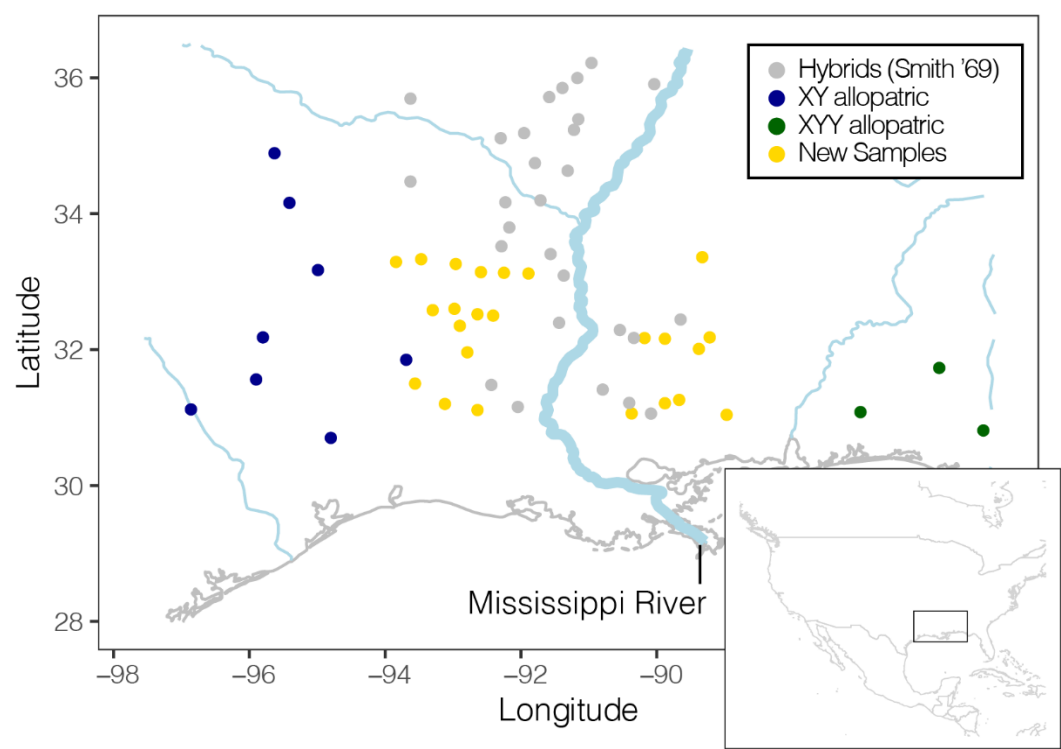 Hybrids (Smith '69)
XY allopatric
XYY allopatric
New Samples
36
34
32
30
28
Latitude
Mississippi River
–98
–96
–94
–92
–90
Longitude